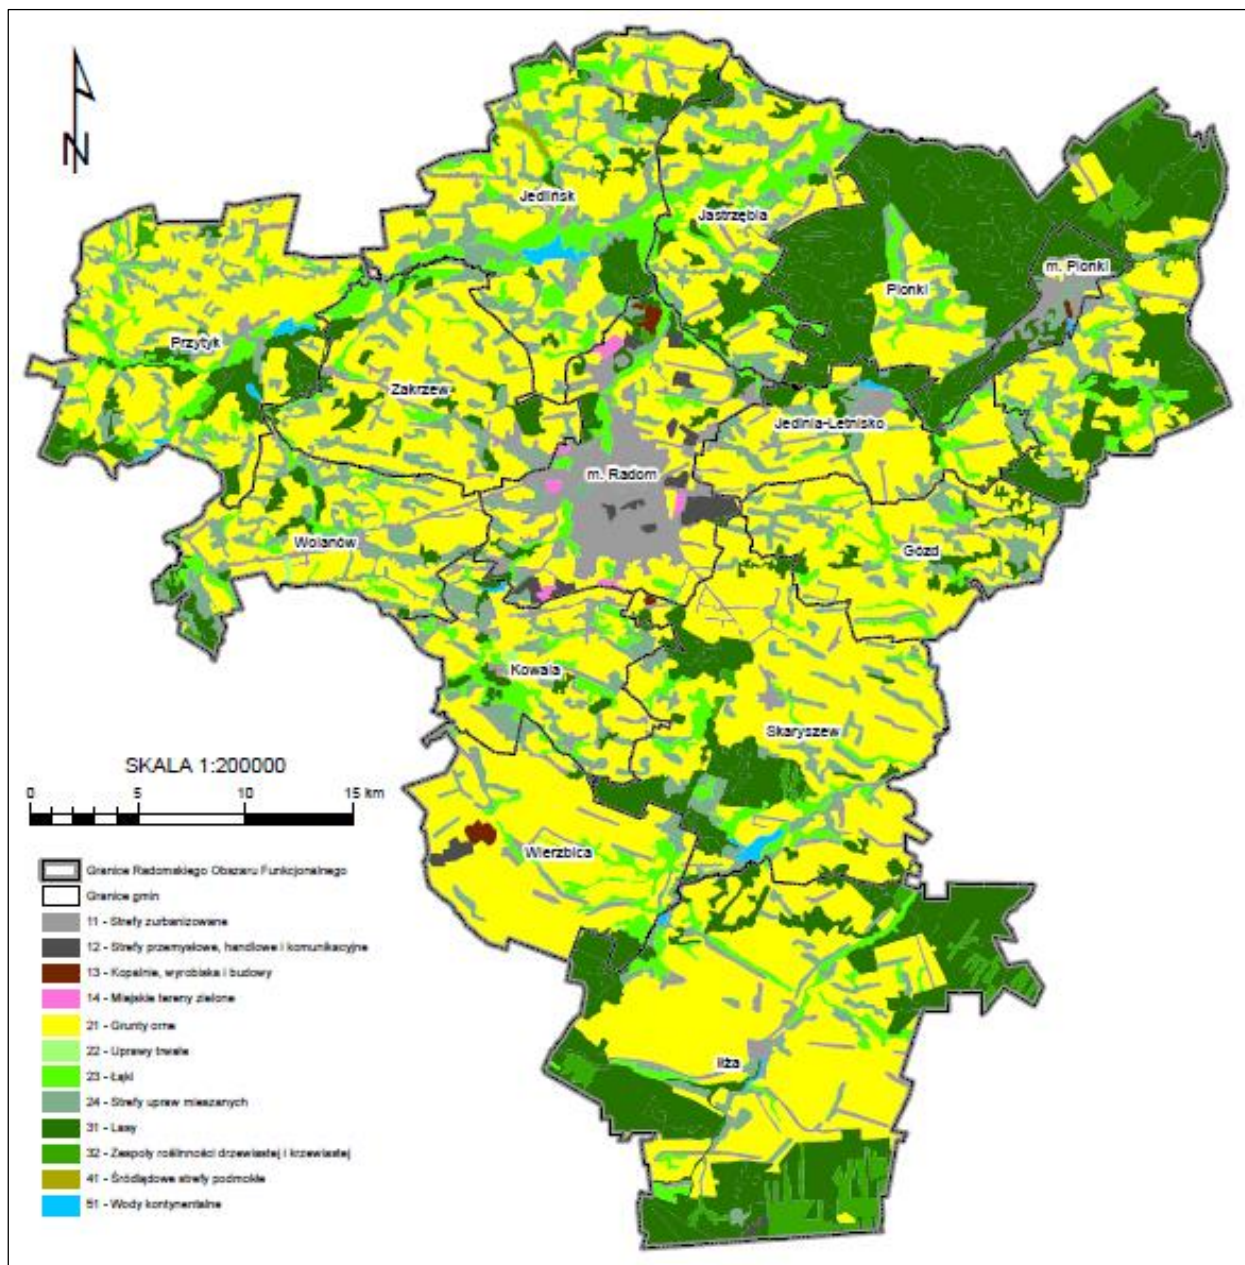 N
Jedlińsk
Jastrzębia
m. Pionki
Pionki
Przytyk
Zakrzew
Jedlnia-Letnisko
m. Radom
Wolanów
Gózd
Kowala
Skaryszew
SKALA 1:200000
0 5 10 15 km
Wierzbica
Iłża
Granice Radomskiego Obszaru Funkcjonalnego
Granice gmin
11 - Strefy zurbanizowane
12 - Strefy przemysłowe, handlowe i komunikacyjne
13 - Kopalnie, wyrobiska i budowy
14 - Miejskie tereny zielone
21 - Grunty orne
22 - Uprawy trwałe
23 - Łąki
24 - Strefy upraw mieszanych
31 - Lasy
32 - Zespoły roślinności drzewiastej i krzewiastej
41 - Śródlądowe strefy podmokłe
51 - Wody kontynentalne